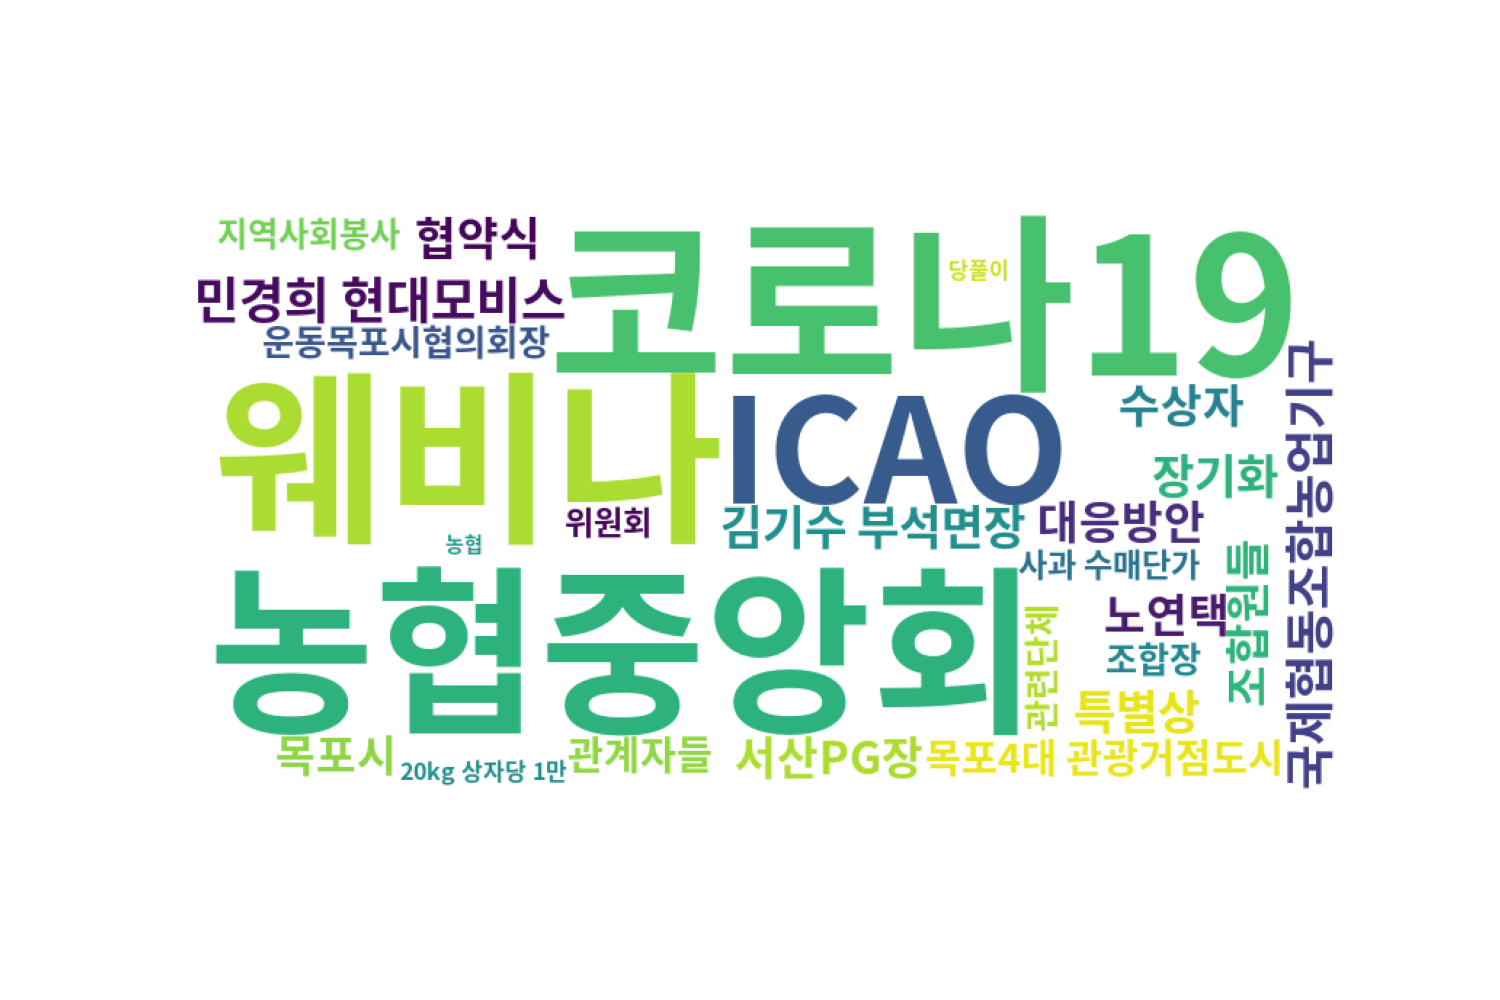 지역사회봉사
협약식
코로나19
당풀이
민경희 현대모비스
운동목포시협의회장
웨비나
ICAO
수상자
국제협동조합농업기구
장기화
위원회
김기수 부석면장
대응방안
농협
사과 수매단가
농협중앙회
조합원들
노연택
관련단체
조합장
특별상
목포시
20kg 상자당 1만
관계자들
서산PG장
목포4대 관광거점도시